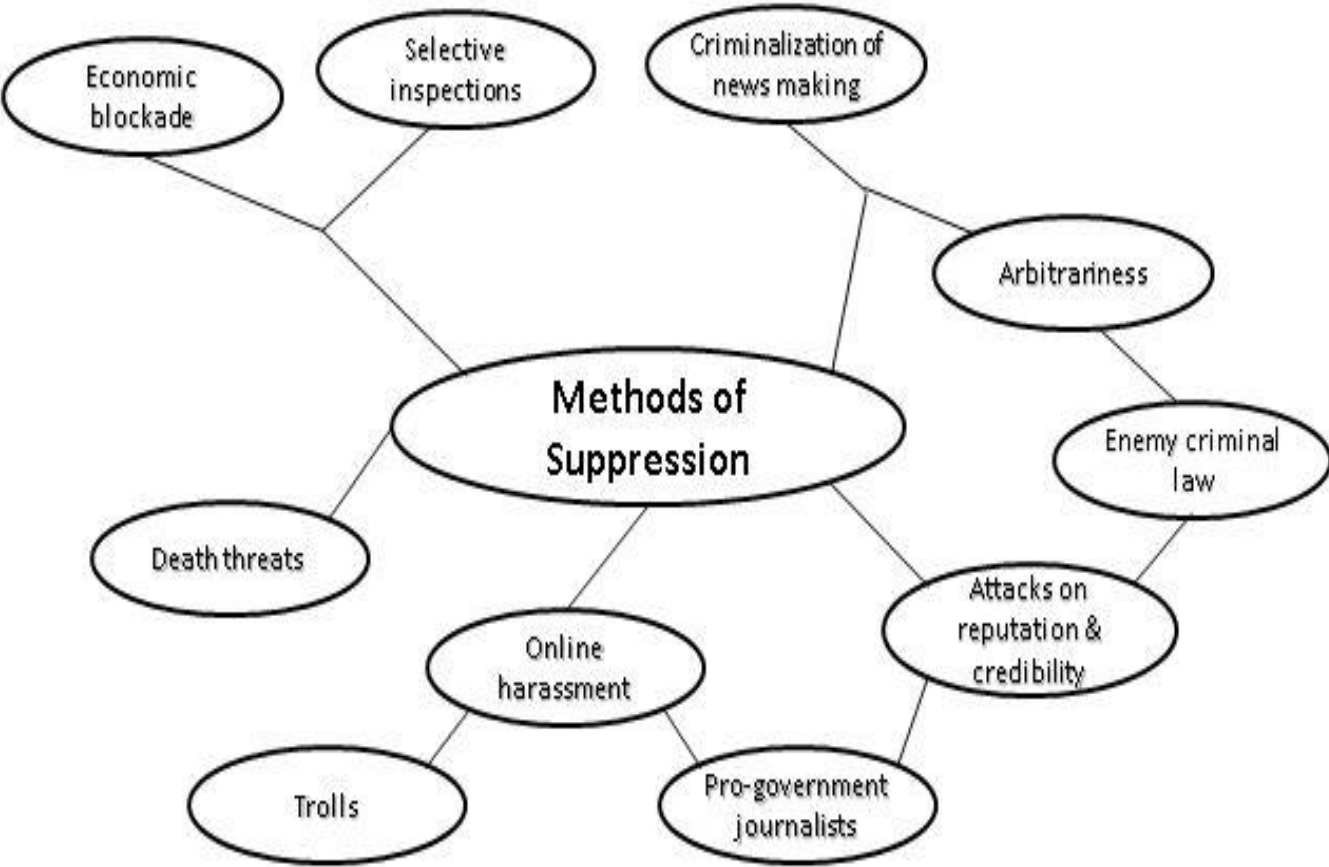 Economic
blockade
Selective
inspections
Criminalization of
news making
Arbitrariness
Methods of
Suppression
Enemy criminal
law
Death threats
Attacks on
reputation &
credibility
Online
harassment
Trolls
Pro-government
journalists